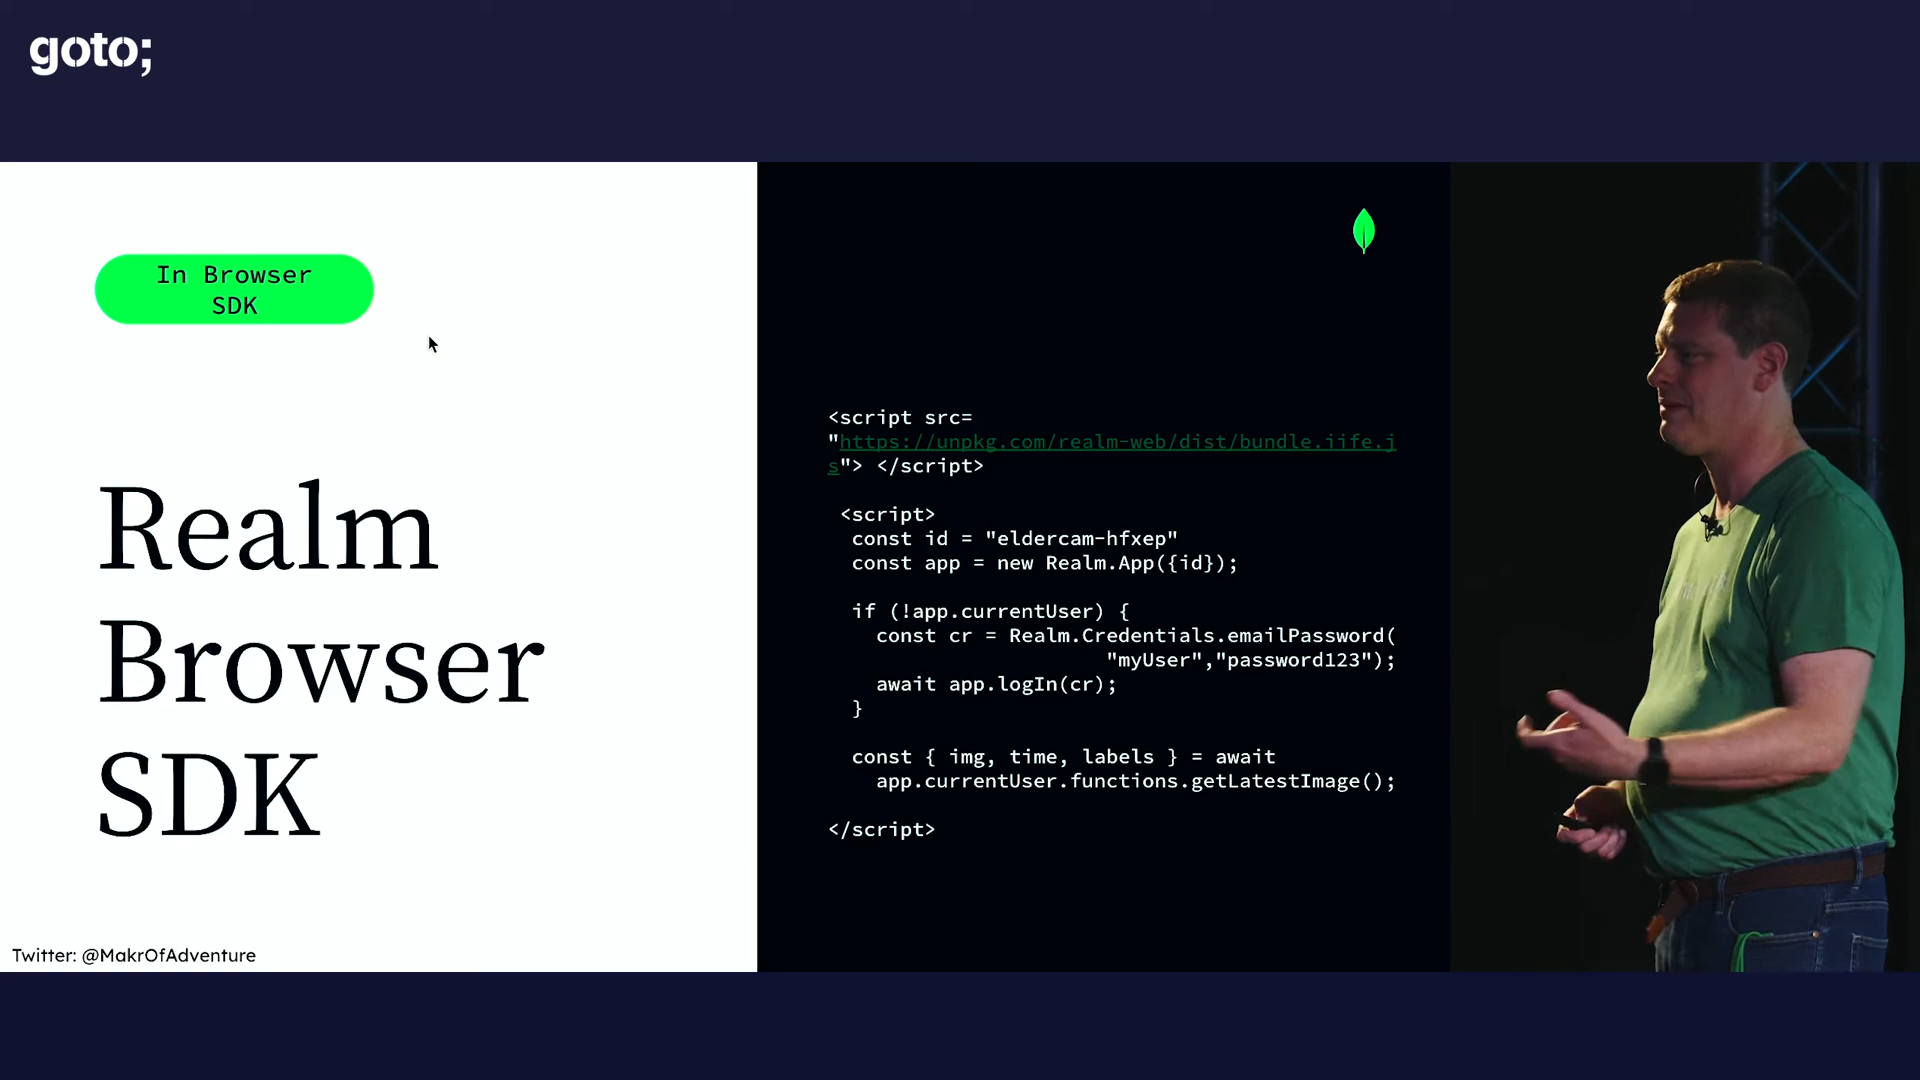 goto;
In Browser
SDK
Realm
Browser
SDK
Twitter: @MakrOfAdventure
<script src=
"https://unpkg.com/realm-web/dist/bundle.iife.j
s"> </script>
<script>
const id = "eldercam-hfxep"
const app = new Realm.App({id});
if (!app.currentUser) {
const cr = Realm.Credentials.emailPassword(
"myUser","password123");
await app.logIn(cr);
}
const { img, time, labels } = await
app.currentUser.functions.getLatestImage();
</script>